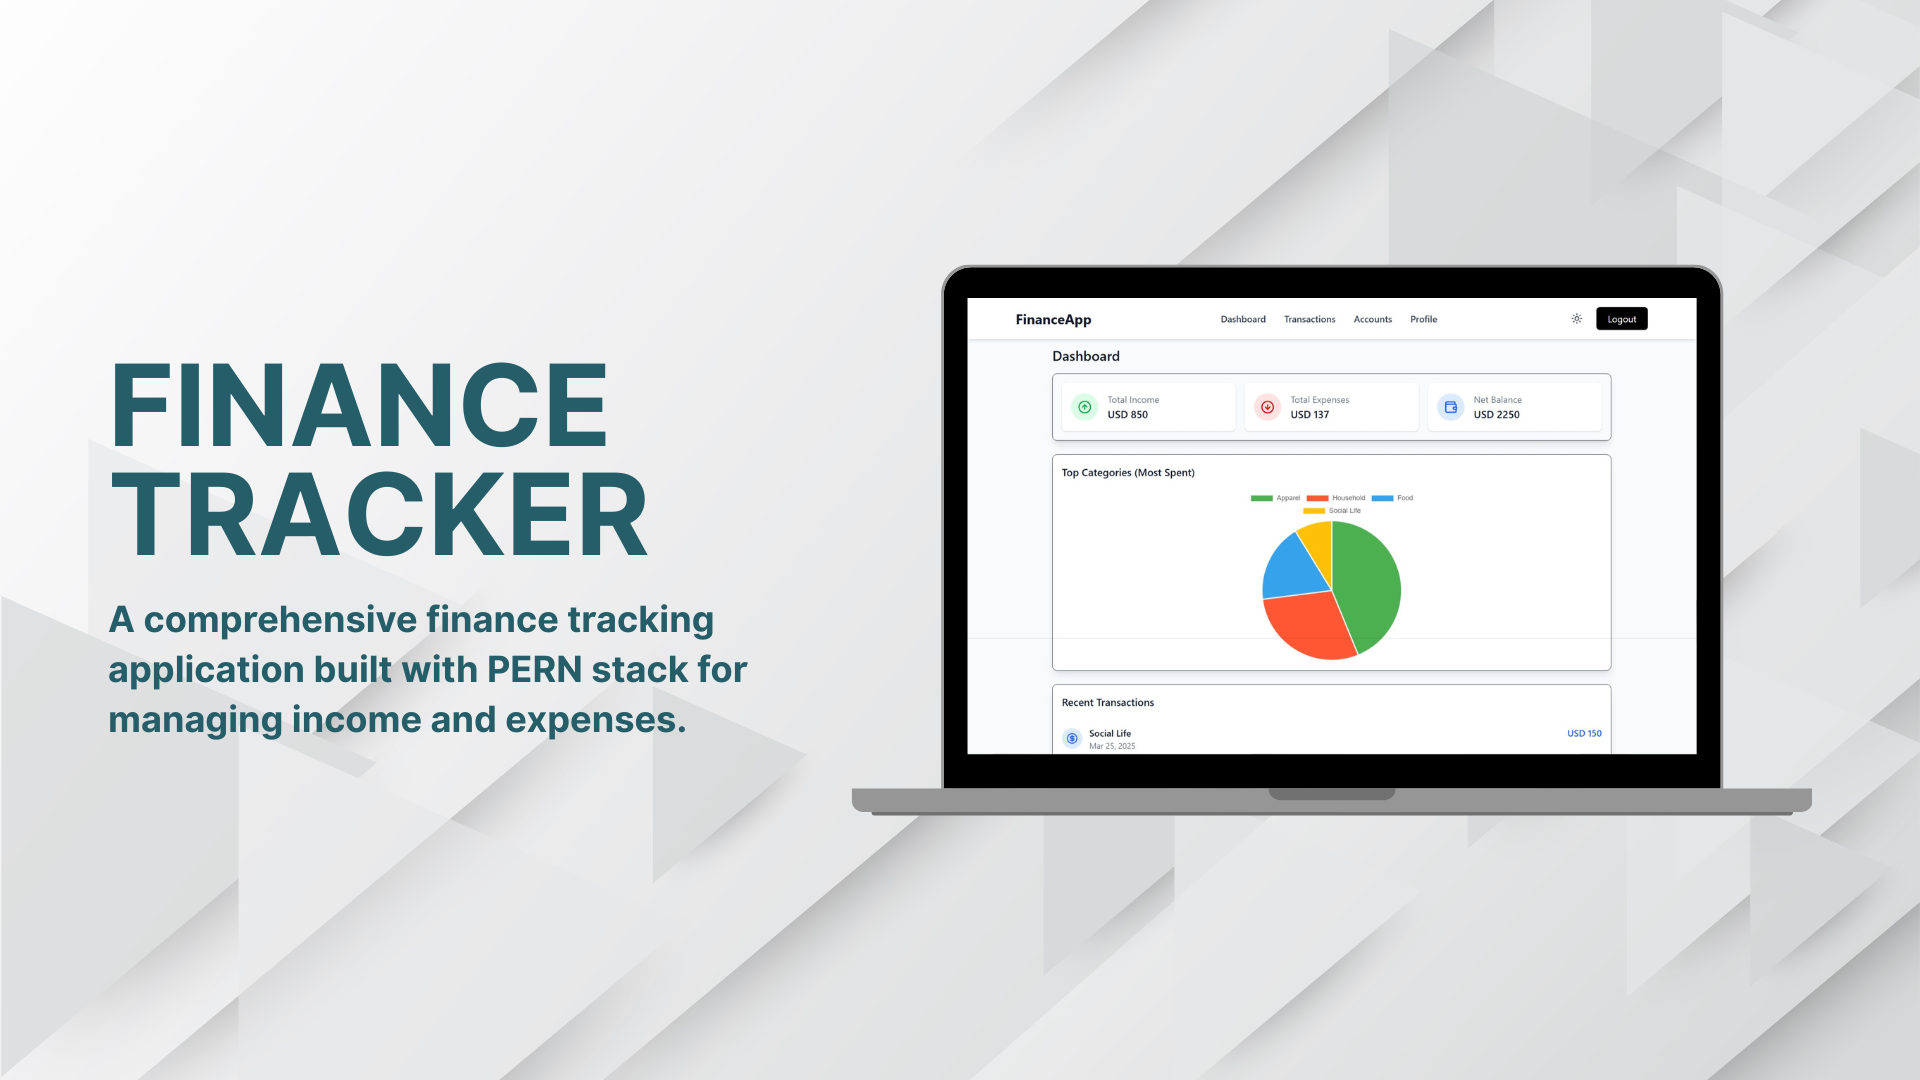 FINANCE
TRACKER
A comprehensive finance tracking
application built with PERN stack for
managing income and expenses.
FinanceApp
Dashboard Transactions Accounts Profile
Logout
Dashboard
Total Income
USD 850
Total Expenses
USD 137
Net Balance
USD 2250
Top Categories (Most Spent)
Apparel Household Food
Social Life
Recent Transactions
Social Life
USD 150
Mar 25, 2025